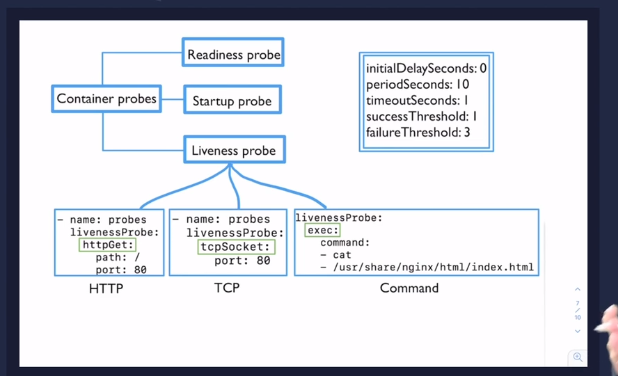 Readiness probe
Container probes
Startup probe
Liveness probe
initialDelaySeconds: 0
periodSeconds: 10
timeoutSeconds: 1
successThreshold: 1
failureThreshold: 3
- name: probes
livenessProbe:
httpGet:
path: /
port: 80
HTTP
- name: probes
livenessProbe:
tcpSocket:
port: 80
TCP
livenessProbe:
exec:
command:
- cat
- /usr/share/nginx/html/index.html
Command
7
/
10